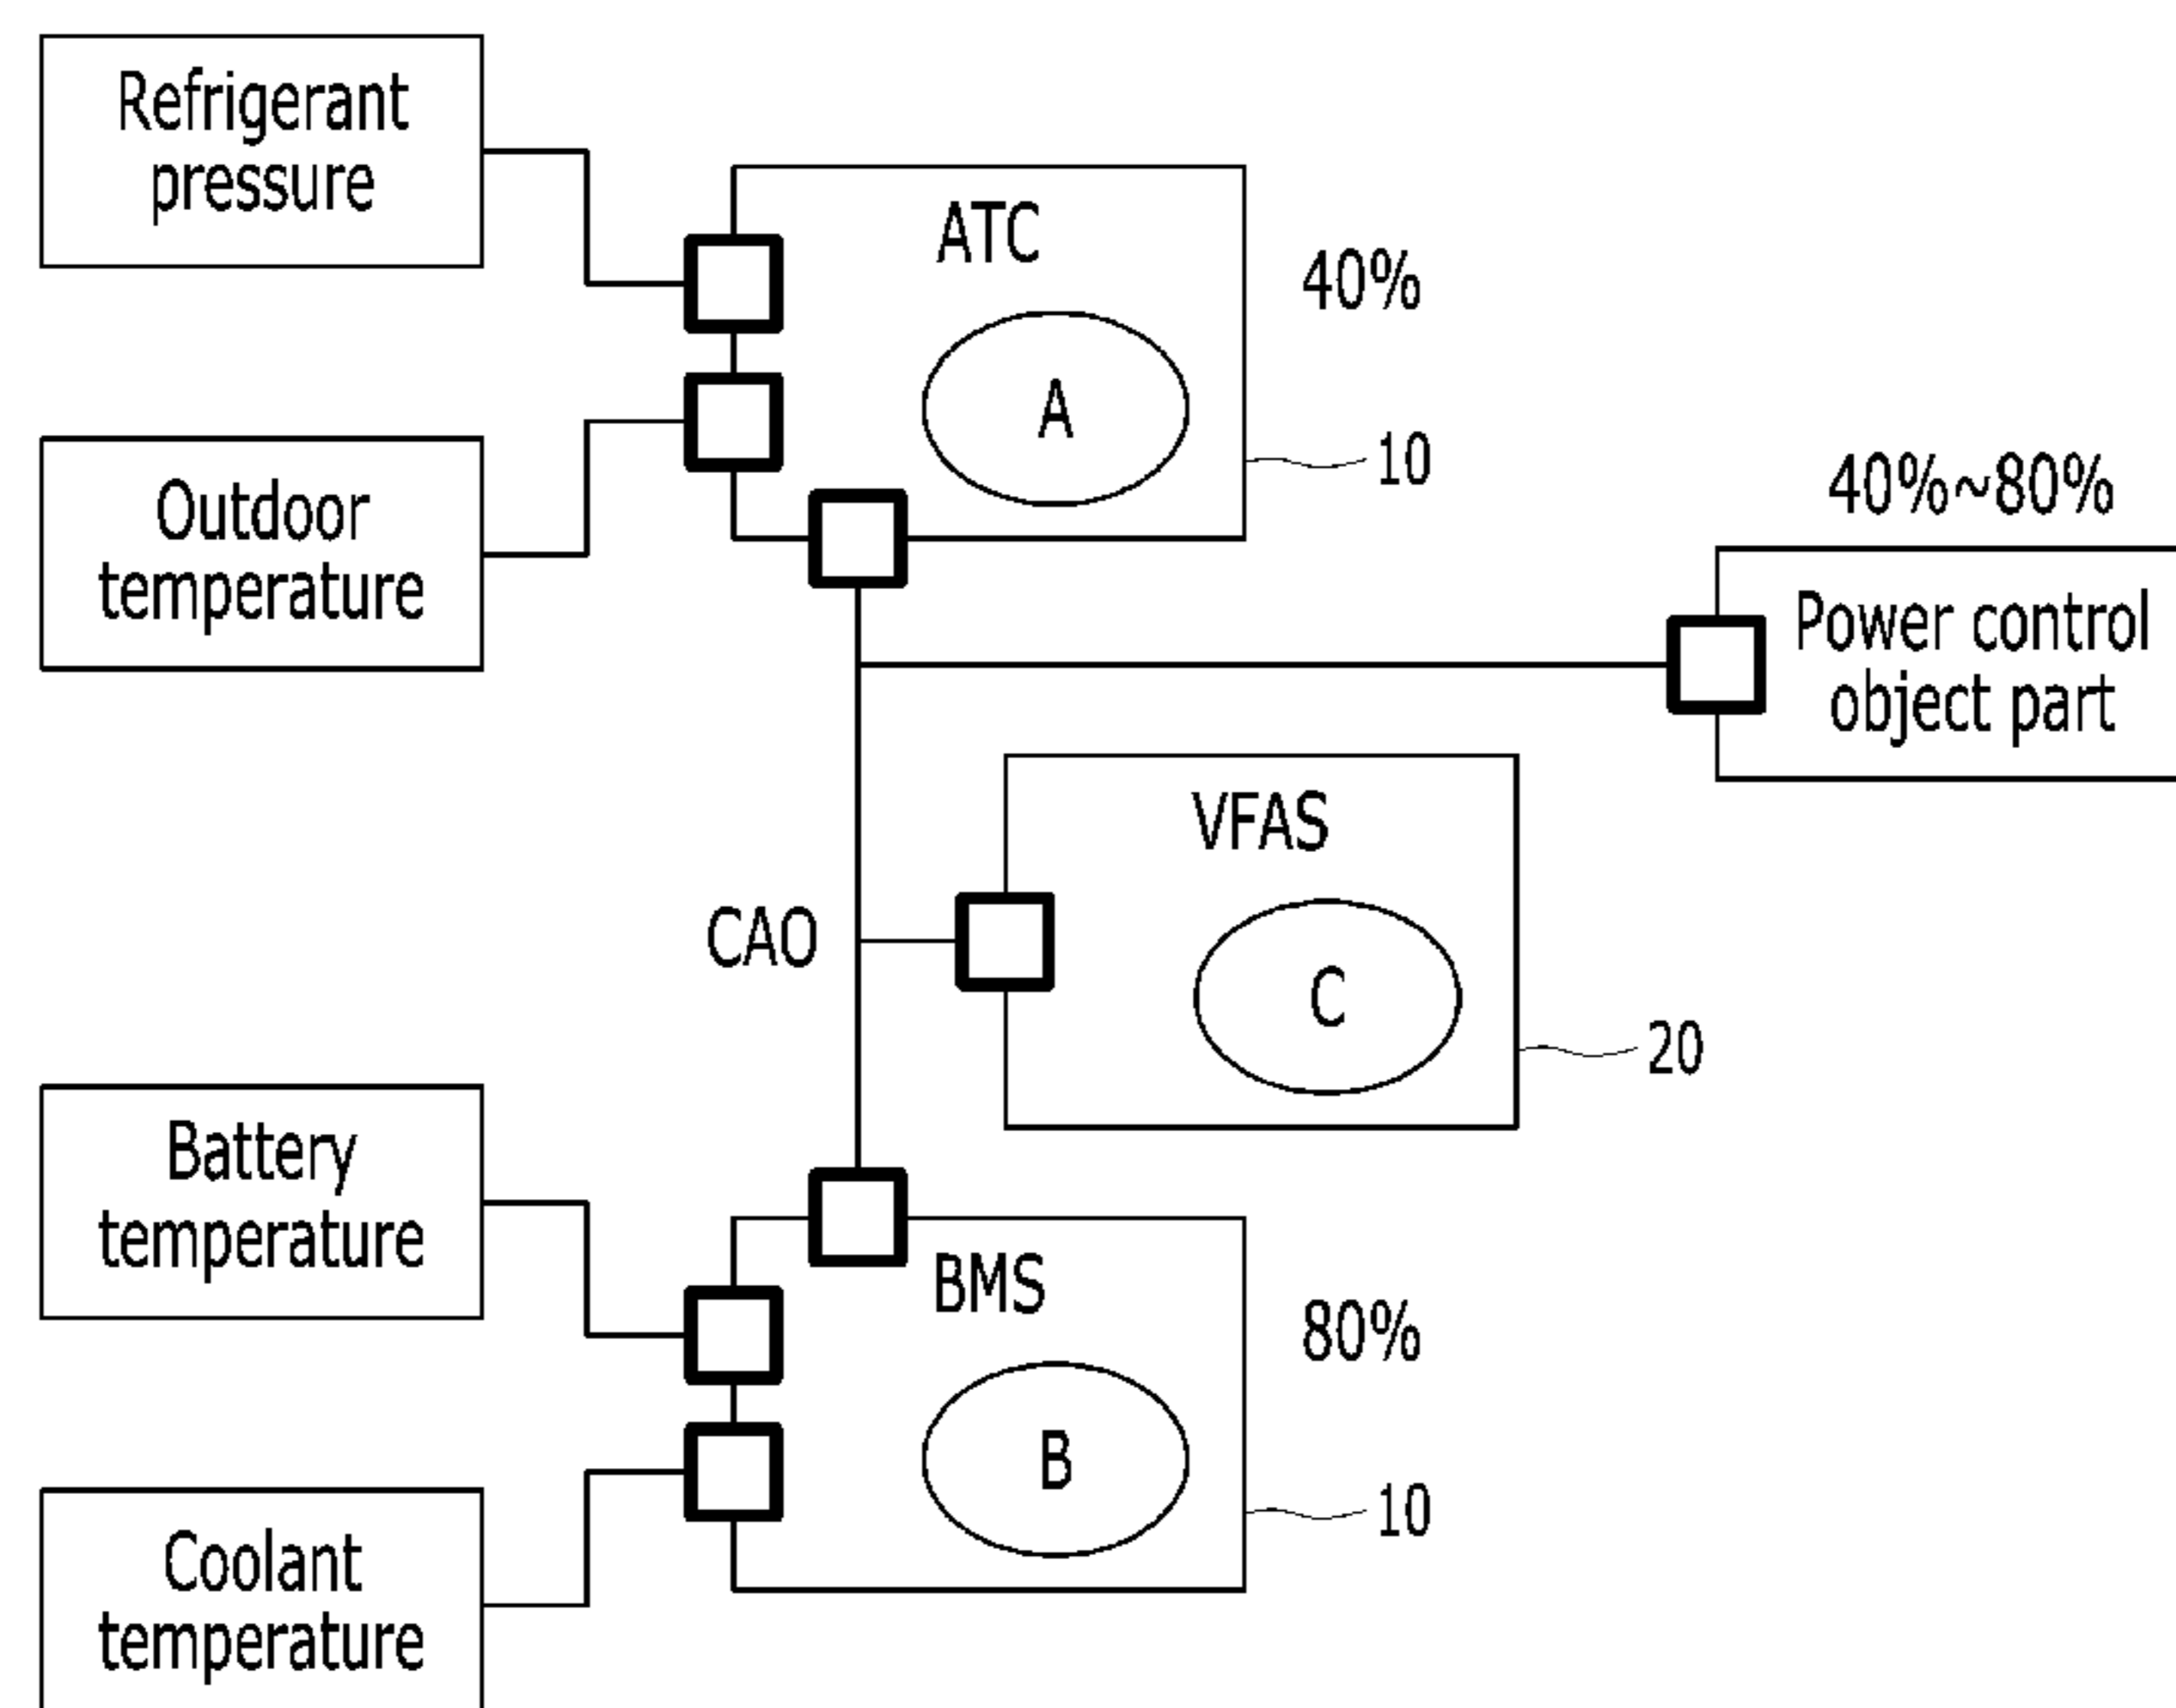 Refrigerant
pressure
ATC
40%
A
10
Outdoor
temperature
40%~80%
Power control
object part
VFAS
CAO
C
20
Battery
temperature
BMS
80%
B
10
Coolant
temperature